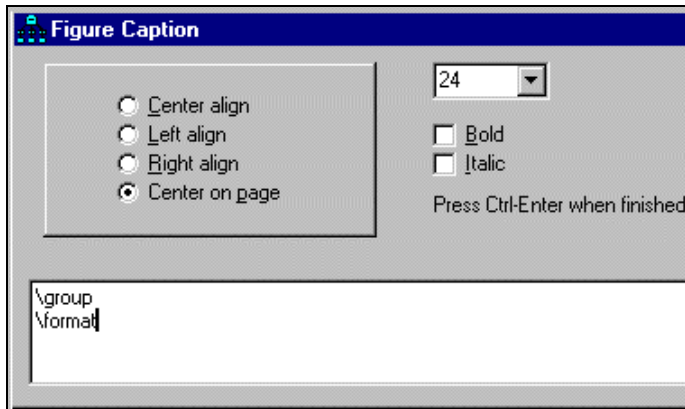 Figure Caption
Center align
Left align
Right align
Center on page
24
Bold
Italic
Press Ctrl-Enter when finished
\group
\format